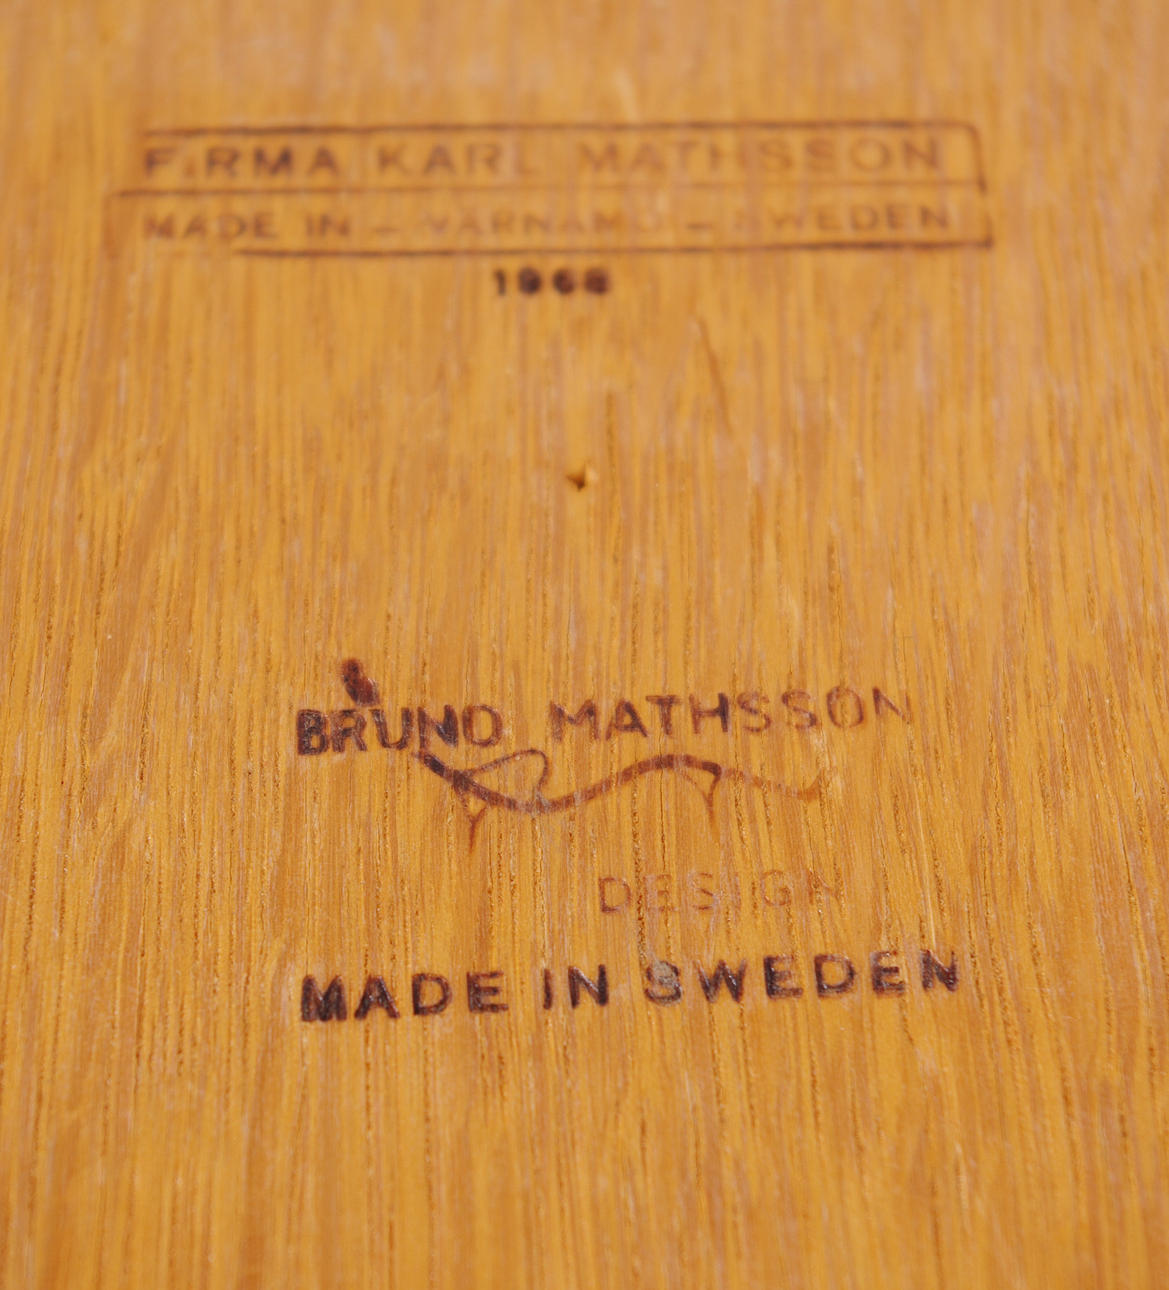 FIRMA KARL MATHSSON
MADE IN – VÄRNAMO – SWEDEN
BRUNO MATHSSON
DESIGN
MADE IN SWEDEN